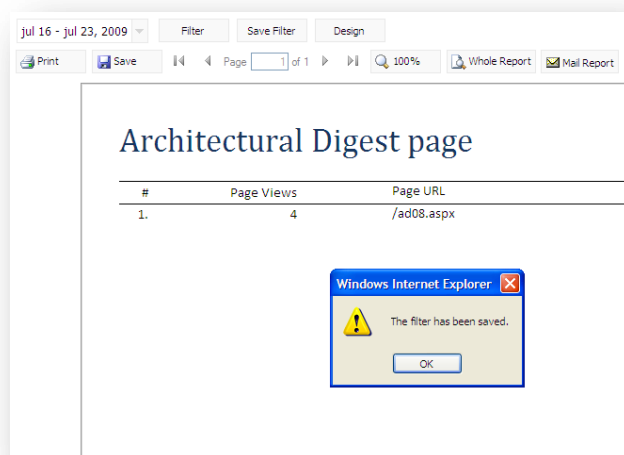 jul 16 - jul 23, 2009 Filter Save Filter Design
Print Save Page 1 of 1 100% Whole Report Mail Report
Architectural Digest page
# Page Views Page URL
1. 4 /ad08.aspx
Windows Internet Explorer
The filter has been saved.
OK